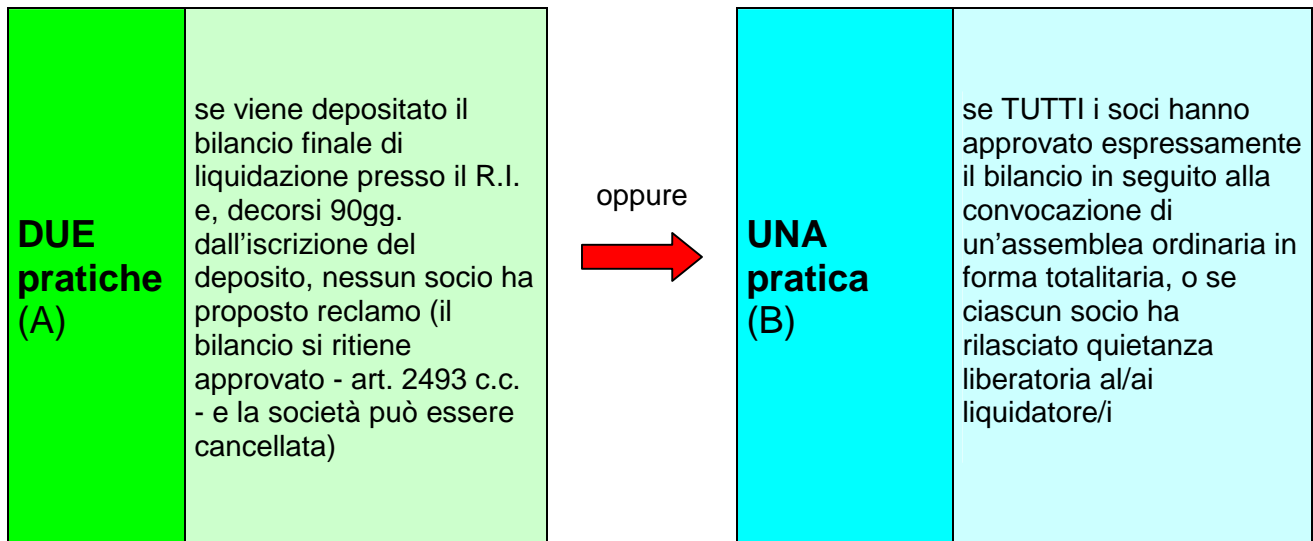 DUE
pratiche
(A)
se viene depositato il
bilancio finale di
liquidazione presso il R.I.
e, decorsi 90gg.
dall'iscrizione del
deposito, nessun socio ha
proposto reclamo (il
bilancio si ritiene
approvato - art. 2493 c.c.
- e la società può essere
cancellata)
oppure
UNA
pratica
(B)
se TUTTI i soci hanno
approvato espressamente
il bilancio in seguito alla
convocazione di
un'assemblea ordinaria in
forma totalitaria, o se
ciascun socio ha
rilasciato quietanza
liberatoria al/ai
liquidatore/i